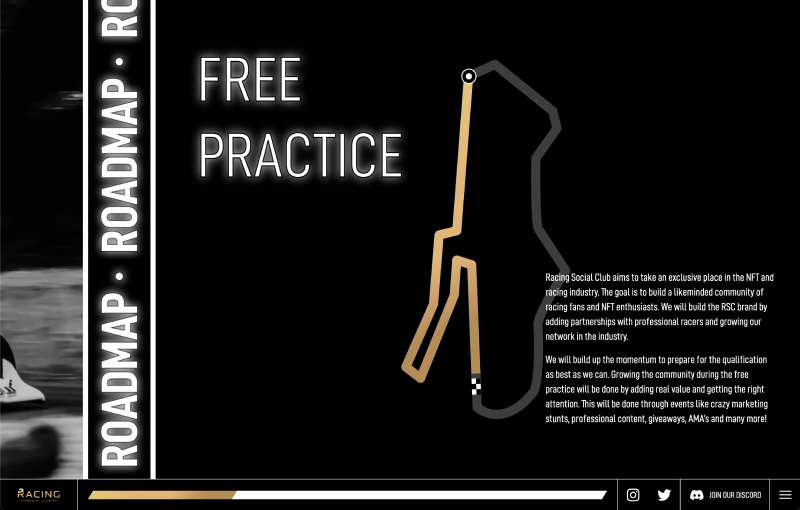 ROADMAP • ROADMAP • RO
FREE
PRACTICE
Racing Social Club aims to take an exclusive place in the NFT and
racing industry. The goal is to build a likeminded community of
racing fans and NFT enthusiasts. We will build the RSC brand by
adding partnerships with professional racers and growing our
network in the industry.
We will build up the momentum to prepare for the qualification
as best as we can. Growing the community during the free
practice will be done by adding real value and getting the right
attention. This will be done through events like crazy marketing
stunts, professional content, giveaways, AMA's and many more!
RACING
SOCIAL CLUB
JOIN OUR DISCORD